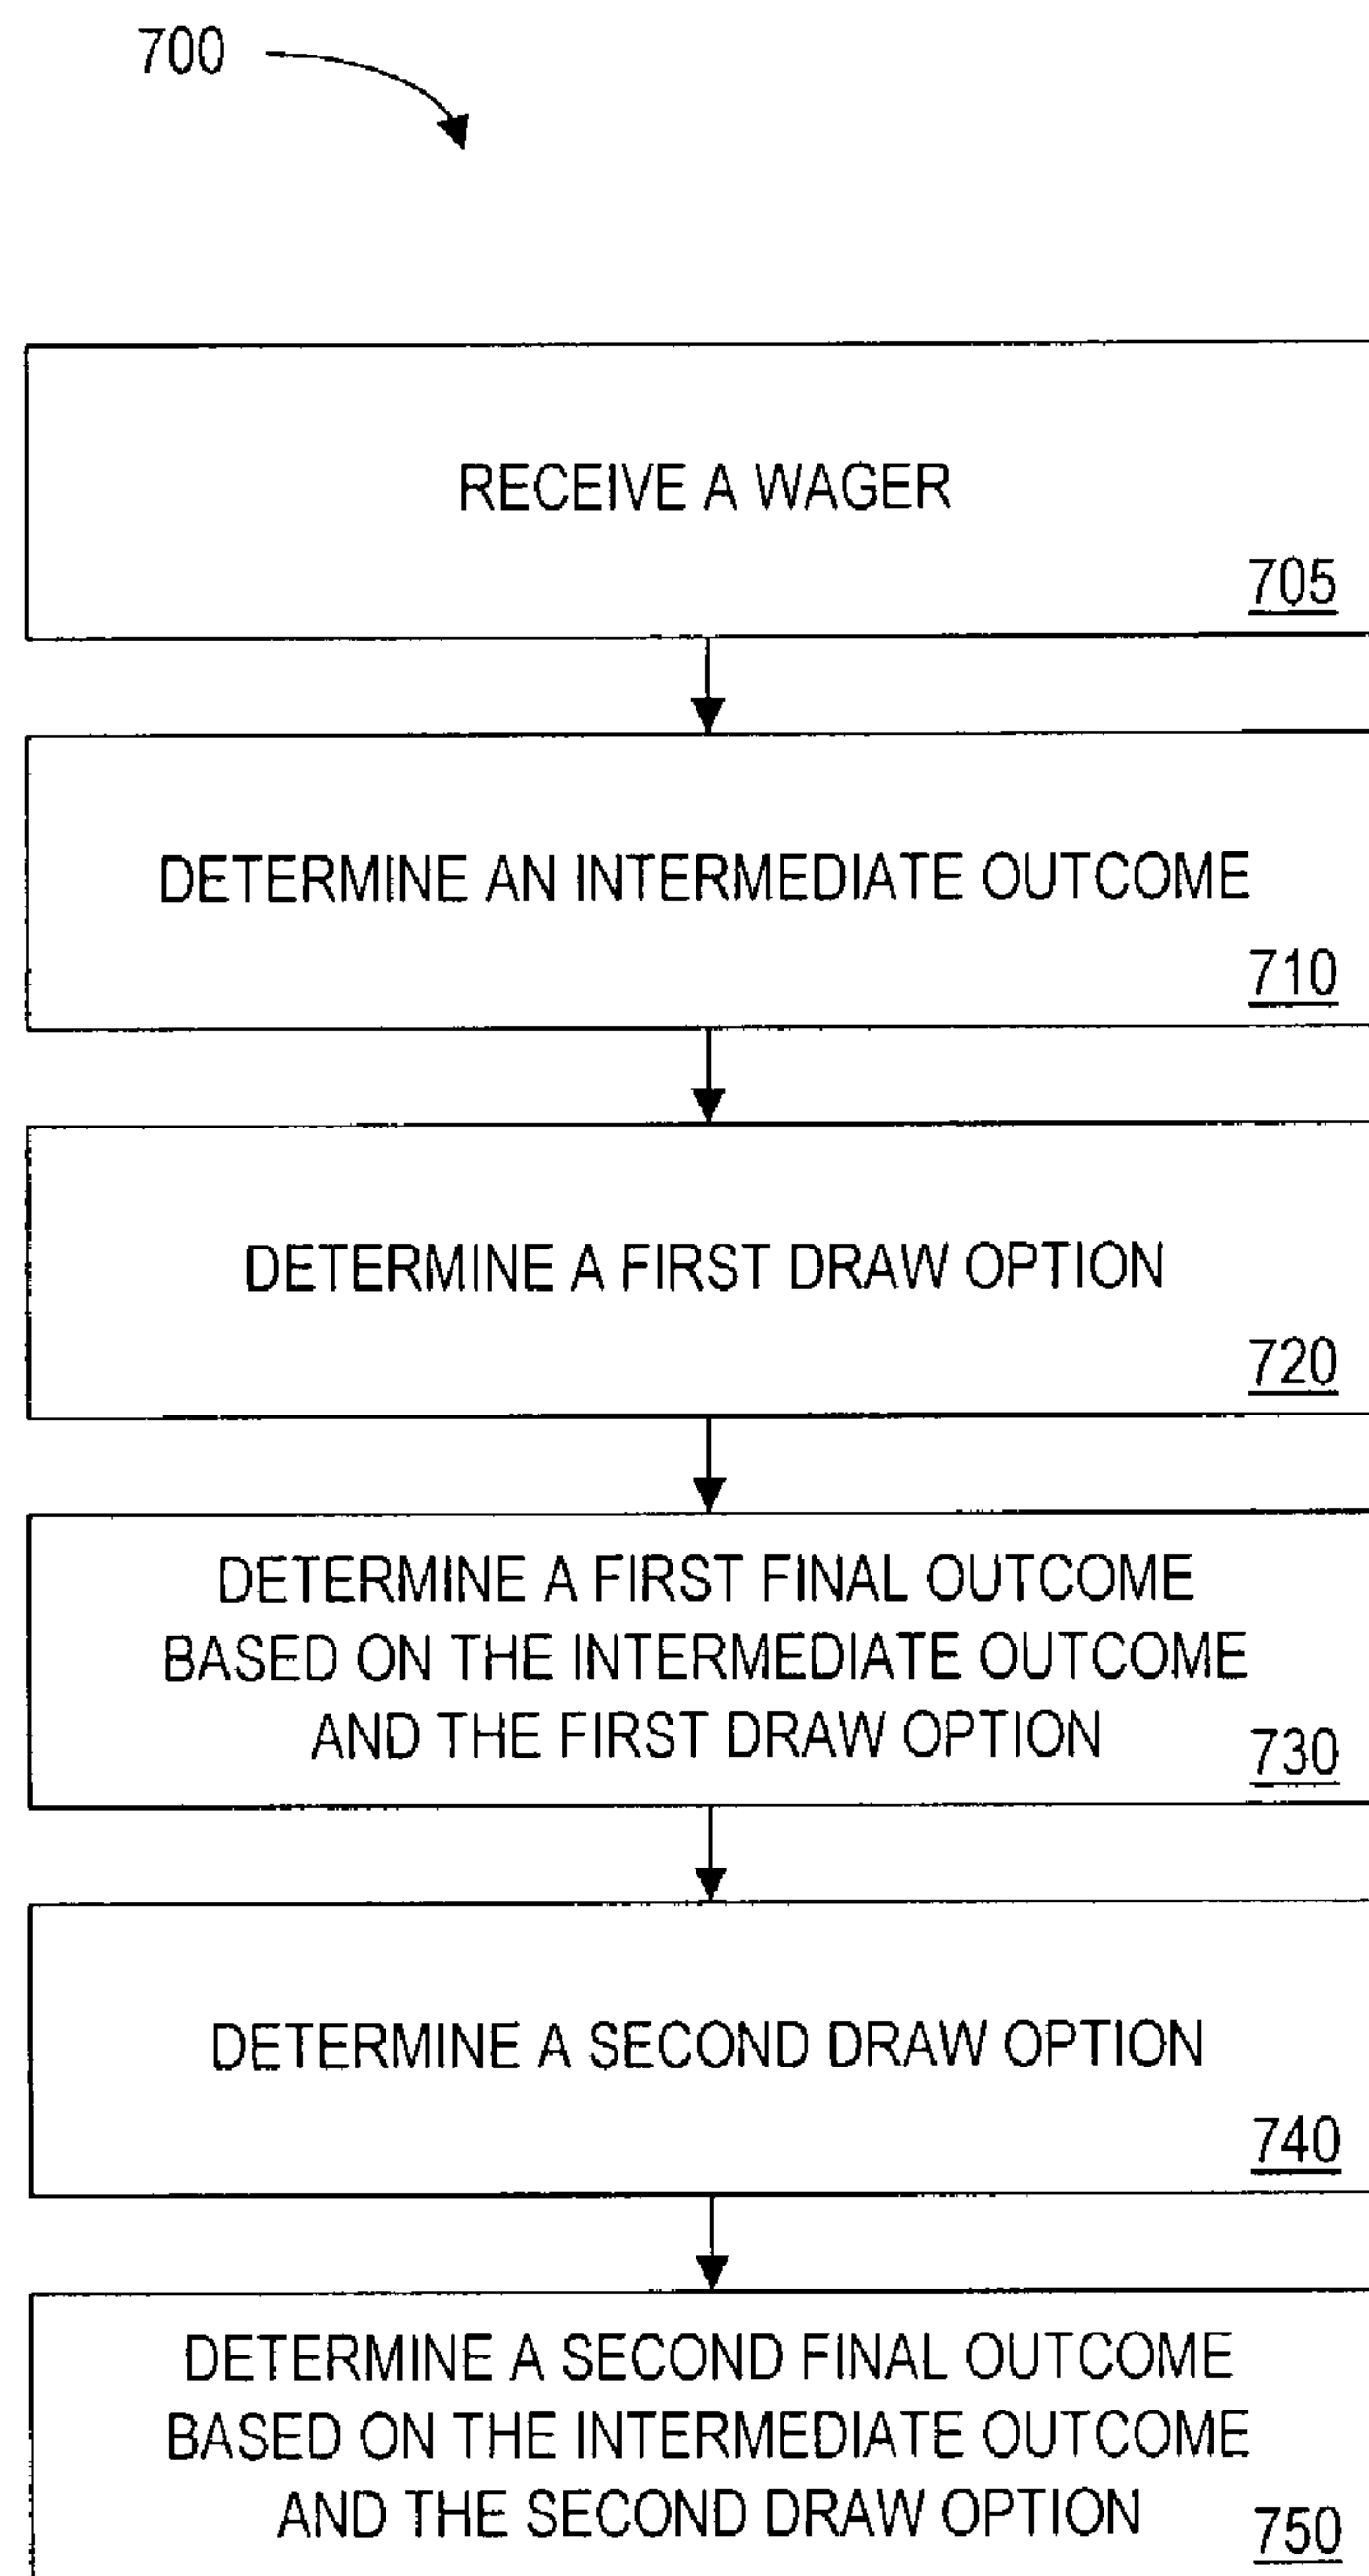 700
RECEIVE A WAGER
705
DETERMINE AN INTERMEDIATE OUTCOME
710
DETERMINE A FIRST DRAW OPTION
720
DETERMINE A FIRST FINAL OUTCOME
BASED ON THE INTERMEDIATE OUTCOME
AND THE FIRST DRAW OPTION
730
DETERMINE A SECOND DRAW OPTION
740
DETERMINE A SECOND FINAL OUTCOME
BASED ON THE INTERMEDIATE OUTCOME
AND THE SECOND DRAW OPTION
750